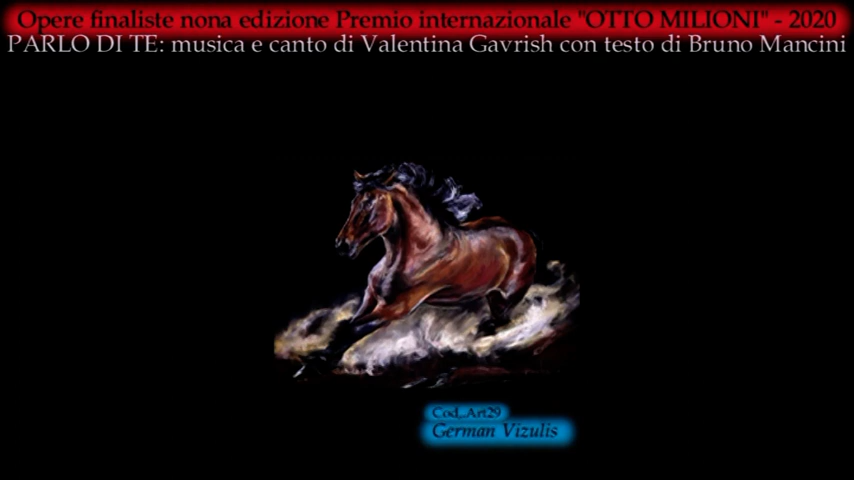 Opere finaliste nona edizione Premio internazionale "OTTO MILIONI" - 2020
PARLO DI TE: musica e canto di Valentina Gavrish con testo di Bruno Mancini
Cod_Art29
German Vizulis